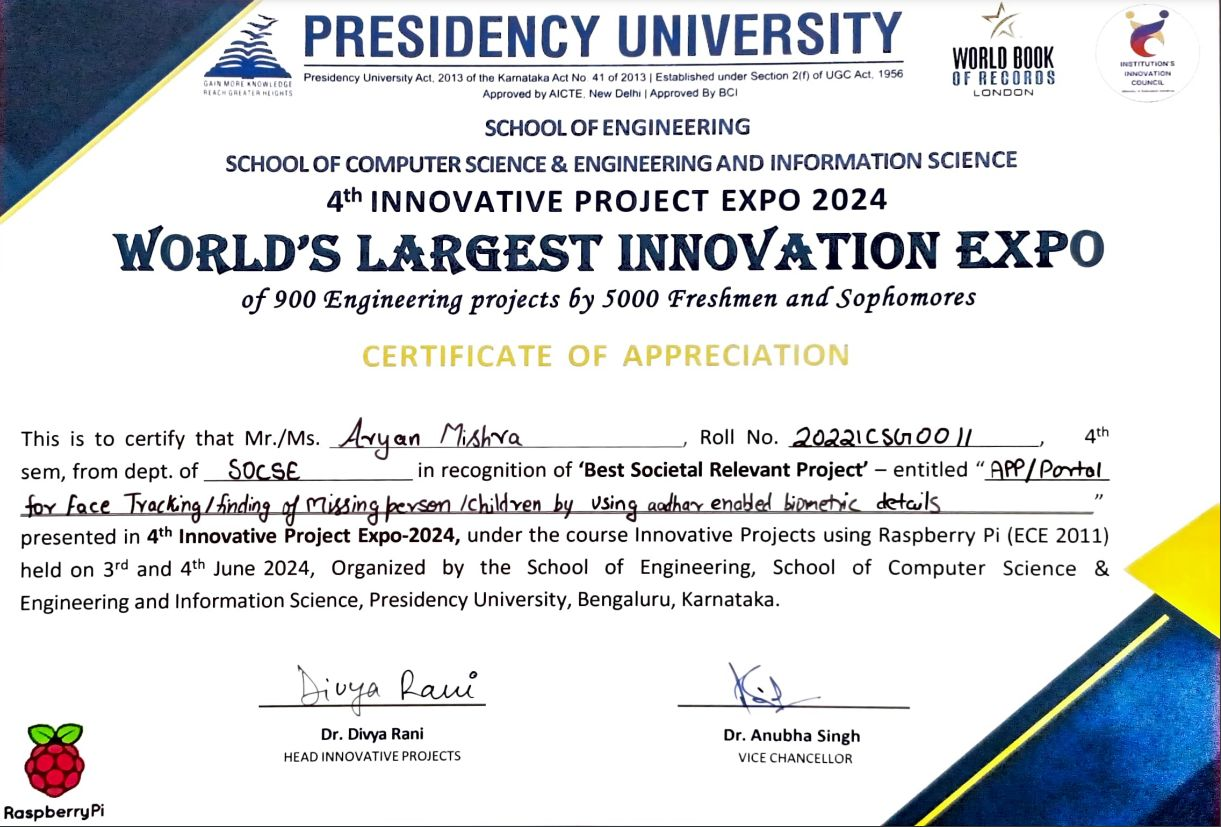 PRESIDENCY UNIVERSITY
GAIN MORE KNOWLEDGE
REACH GREATER HEIGHTS
Presidency University Act, 2013 of the Karnataka Act No. 41 of 2013 | Established under Section 2(f) of UGC Act, 1956
Approved by AICTE, New Delhi | Approved By BCI
WORLD BOOK
OF RECORDS
LONDON
INSTITUTION'S
INNOVATION
COUNCIL
SCHOOL OF ENGINEERING
SCHOOL OF COMPUTER SCIENCE & ENGINEERING AND INFORMATION SCIENCE
4th INNOVATIVE PROJECT EXPO 2024
WORLD'S LARGEST INNOVATION EXPO
of 900 Engineering projects by 5000 Freshmen and Sophomores
CERTIFICATE OF APPRECIATION
This is to certify that Mr./Ms. Aryan Mishra, Roll No. 20221CSG0011, 4th
sem, from dept. of SOCSE in recognition of 'Best Societal Relevant Project' – entitled "APP/Portal
for Face Tracking/finding of Missing person/children by using aadhar enabled biometric details"
presented in 4th Innovative Project Expo-2024, under the course Innovative Projects using Raspberry Pi (ECE 2011)
held on 3rd and 4th June 2024, Organized by the School of Engineering, School of Computer Science &
Engineering and Information Science, Presidency University, Bengaluru, Karnataka.
Divya Rani
Dr. Divya Rani
HEAD INNOVATIVE PROJECTS
Dr. Anubha Singh
VICE CHANCELLOR
RaspberryPi